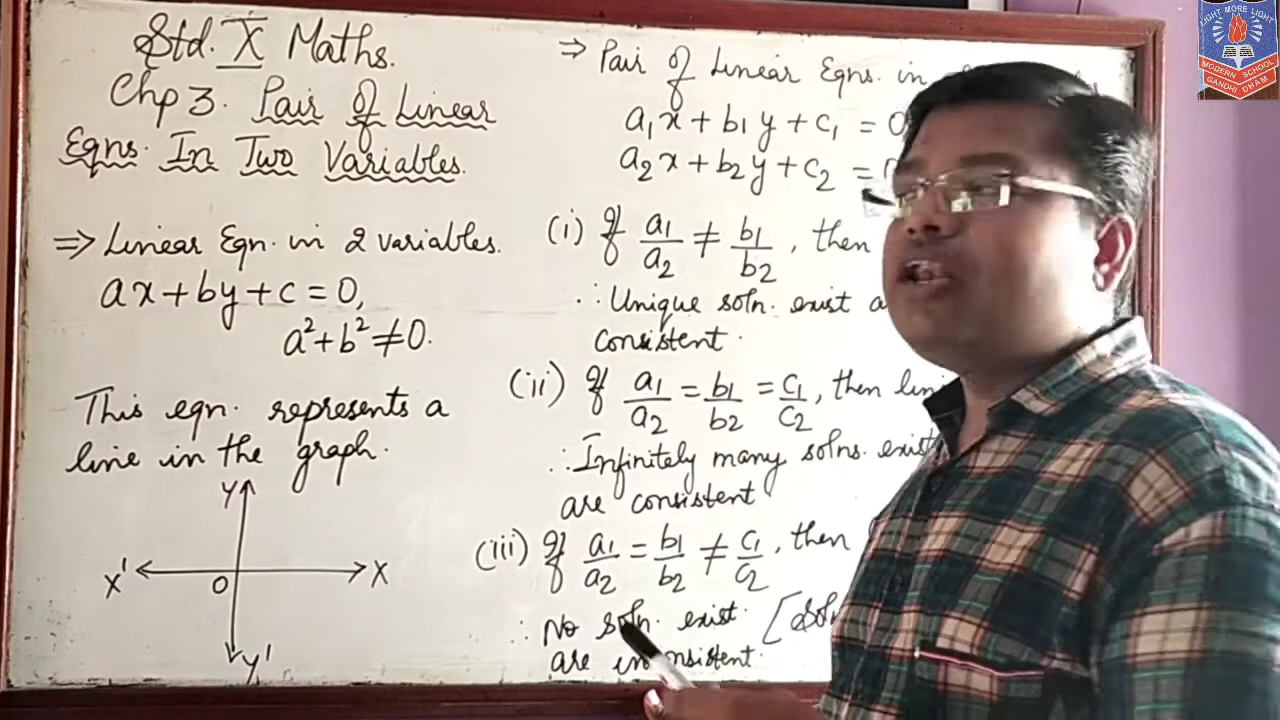 Std. X Maths.
Chp 3. Pair Of Linear
Eqns. In Two Variables.
⇒ Linear Eqn. in 2 variables.
ax + by + c = 0,
a² + b² ≠ 0.
This eqn. represents a
line in the graph.
Y
X' O X
Y'
⇒ Pair Of Linear Eqns. in
a₁x + b₁y + c₁ = 0
a₂x + b₂y + c₂ =
(i) If a₁/a₂ ≠ b₁/b₂, then
∴ Unique soln. exist
consistent.
(ii) If a₁/a₂ = b₁/b₂ = c₁/c₂, then
∴ Infinitely many solns. exist
are consistent
(iii) If a₁/a₂ = b₁/b₂ ≠ c₁/c₂, then
∴ No soln. exist. [
are inconsistent.
LIGHT MORE LIGHT
MODERN SCHOOL
GANDHIDHAM